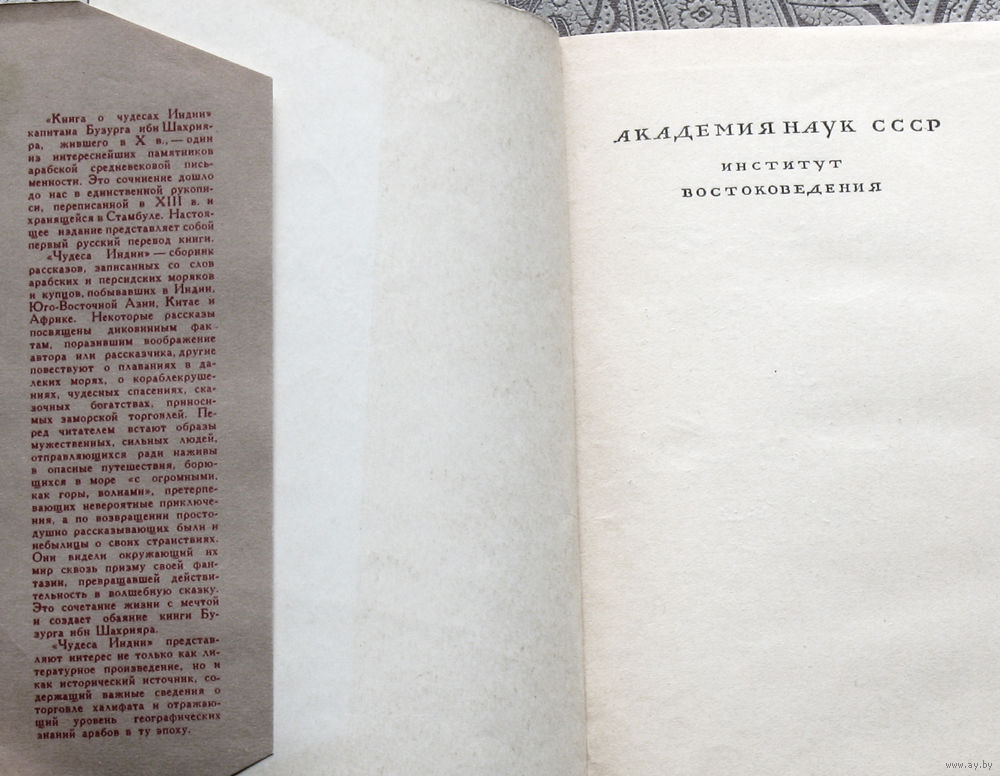 «Книга о чудесах Индии»
капитана Бузурга ибн Шахрия-
ра, жившего в X в., — один
из интереснейших памятников
арабской средневековой пись-
менности. Это сочинение дошло
до нас в единственной рукопи-
си, переписанной в XIII в. и
хранящейся в Стамбуле. Настоя-
щее издание представляет собой
первый русский перевод книги.
«Чудеса Индии» — сборник
рассказов, записанных со слов
арабских и персидских моряков
и купцов, побывавших в Индии,
Юго-Восточной Азии, Китае и
Африке. Некоторые рассказы
посвящены диковинным фак-
там, поразившим воображение
автора или рассказчика, другие
повествуют о плаваниях в да-
леких морях, о кораблекруше-
ниях, чудесных спасениях, ска-
зочных богатствах, приноси-
мых заморской торговлей. Пе-
ред читателем встают образы
мужественных, сильных людей,
отправляющихся ради наживы
в опасные путешествия, борю-
щихся в море «с огромными,
как горы, волнами», претерпе-
вающих невероятные приключе-
ния, а по возвращении просто-
душно рассказывающих были и
небылицы о своих странствиях.
Они видели окружающий их
мир сквозь призму своей фан-
тазии, превращавшей действи-
тельность в волшебную сказку.
Это сочетание жизни с мечтой
и создает обаяние книги Бу-
зурга ибн Шахрияра.
«Чудеса Индии» представ-
ляют интерес не только как ли-
тературное произведение, но и
как исторический источник, со-
держащий важные сведения о
торговле халифата и отражаю-
щий уровень географических
знаний арабов в ту эпоху.
АКАДЕМИЯ НАУК СССР
ИНСТИТУТ
ВОСТОКОВЕДЕНИЯ
www.ay.by